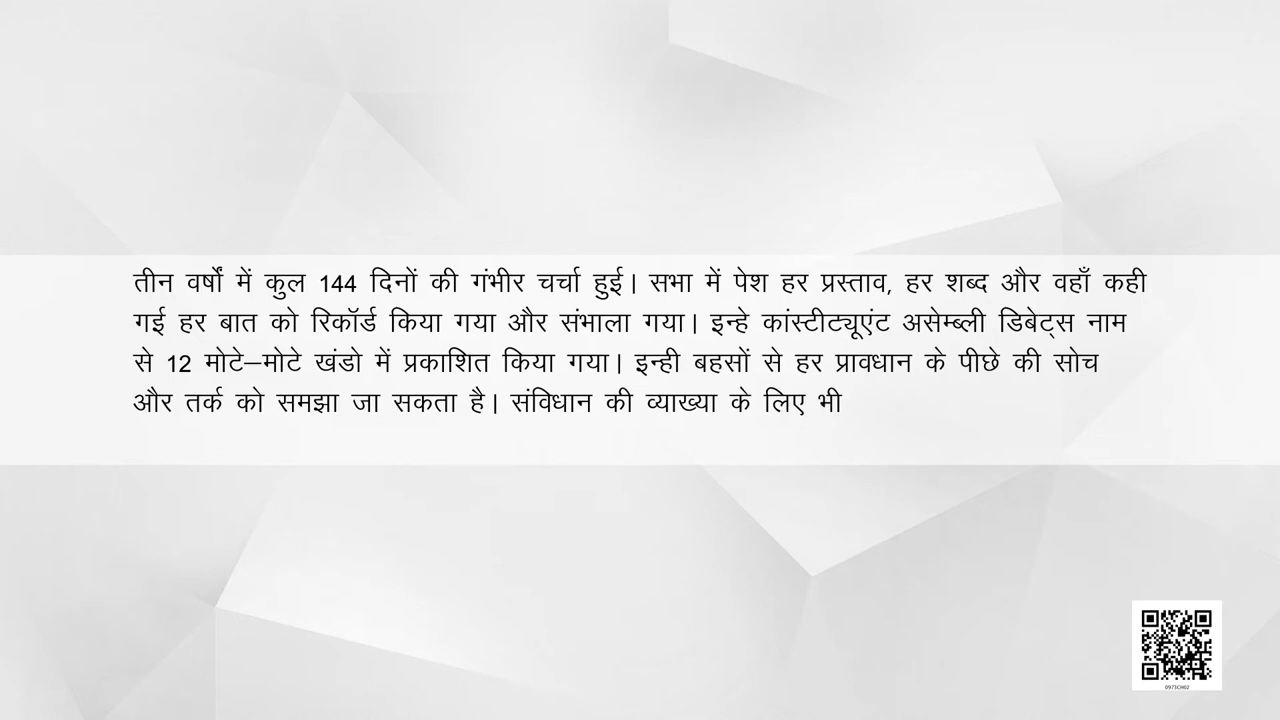 तीन वर्षों में कुल 144 दिनों की गंभीर चर्चा हुई। सभा में पेश हर प्रस्ताव, हर शब्द और वहाँ कही
गई हर बात को रिकॉर्ड किया गया और संभाला गया। इन्हे कांस्टीट्यूएंट असेम्ब्ली डिबेट्स नाम
से 12 मोटे–मोटे खंडो में प्रकाशित किया गया। इन्ही बहसों से हर प्रावधान के पीछे की सोच
और तर्क को समझा जा सकता है। संविधान की व्याख्या के लिए भी
0973CH02